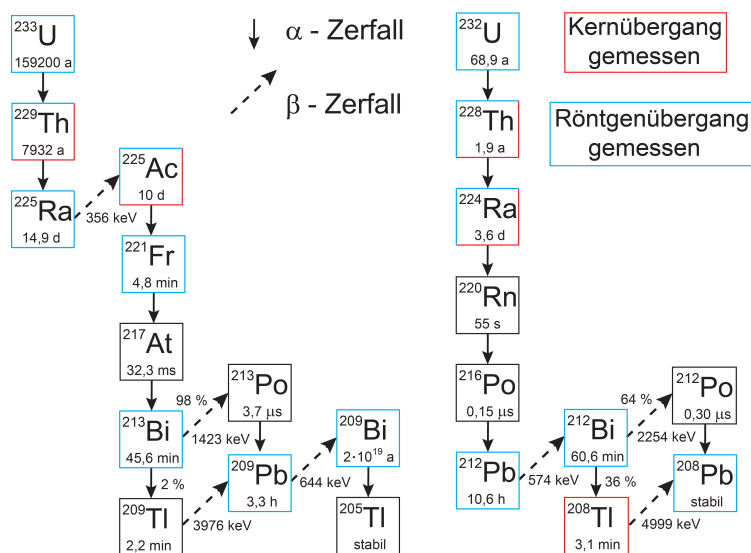 ²³³U
159200 a
α - Zerfall
β - Zerfall
²²⁹Th
7932 a
²²⁵Ra
14,9 d
356 keV
²²⁵Ac
10 d
²²¹Fr
4,8 min
²¹⁷At
32,3 ms
²¹³Bi
45,6 min
98 %
1423 keV
²¹³Po
3,7 µs
2 %
²⁰⁹Tl
2,2 min
3976 keV
²⁰⁹Pb
3,3 h
644 keV
²⁰⁹Bi
2·10¹⁹ a
²⁰⁵Tl
stabil
²³²U
68,9 a
Kernübergang
gemessen
Röntgenübergang
gemessen
²²⁸Th
1,9 a
²²⁴Ra
3,6 d
²²⁰Rn
55 s
²¹⁶Po
0,15 µs
²¹²Pb
10,6 h
574 keV
²¹²Bi
60,6 min
64 %
2254 keV
²¹²Po
0,30 µs
36 %
²⁰⁸Tl
3,1 min
4999 keV
²⁰⁸Pb
stabil